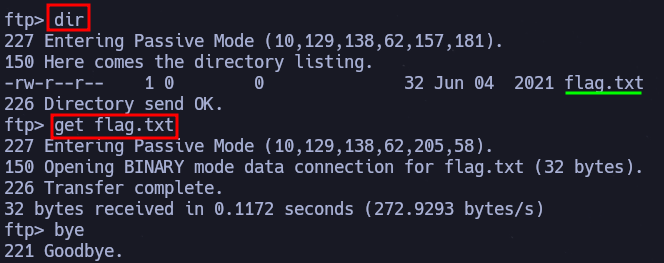 ftp> dir
227 Entering Passive Mode (10,129,138,62,157,181).
150 Here comes the directory listing.
-rw-r--r--    1 0        0              32 Jun 04  2021 flag.txt
226 Directory send OK.
ftp> get flag.txt
227 Entering Passive Mode (10,129,138,62,205,58).
150 Opening BINARY mode data connection for flag.txt (32 bytes).
226 Transfer complete.
32 bytes received in 0.1172 seconds (272.9293 bytes/s)
ftp> bye
221 Goodbye.